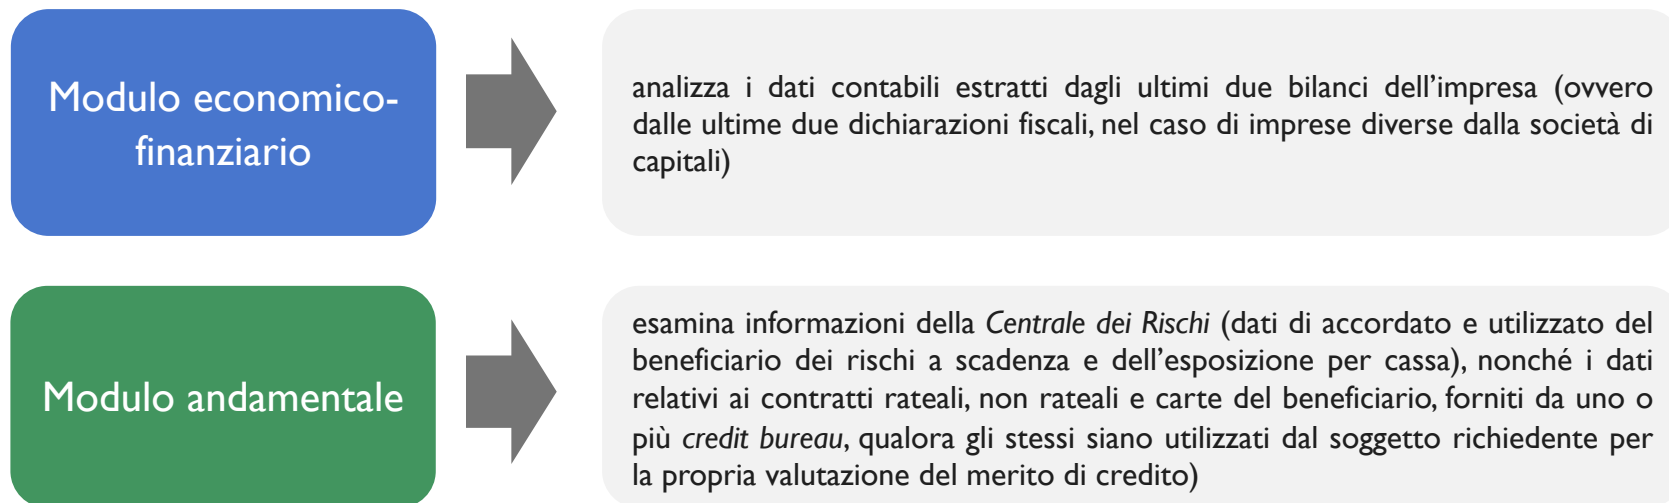 Modulo economico-
finanziario
analizza i dati contabili estratti dagli ultimi due bilanci dell’impresa (ovvero
dalle ultime due dichiarazioni fiscali, nel caso di imprese diverse dalla società di
capitali)
Modulo andamentale
esamina informazioni della Centrale dei Rischi (dati di accordato e utilizzato del
beneficiario dei rischi a scadenza e dell’esposizione per cassa), nonché i dati
relativi ai contratti rateali, non rateali e carte del beneficiario, forniti da uno o
più credit bureau, qualora gli stessi siano utilizzati dal soggetto richiedente per
la propria valutazione del merito di credito)